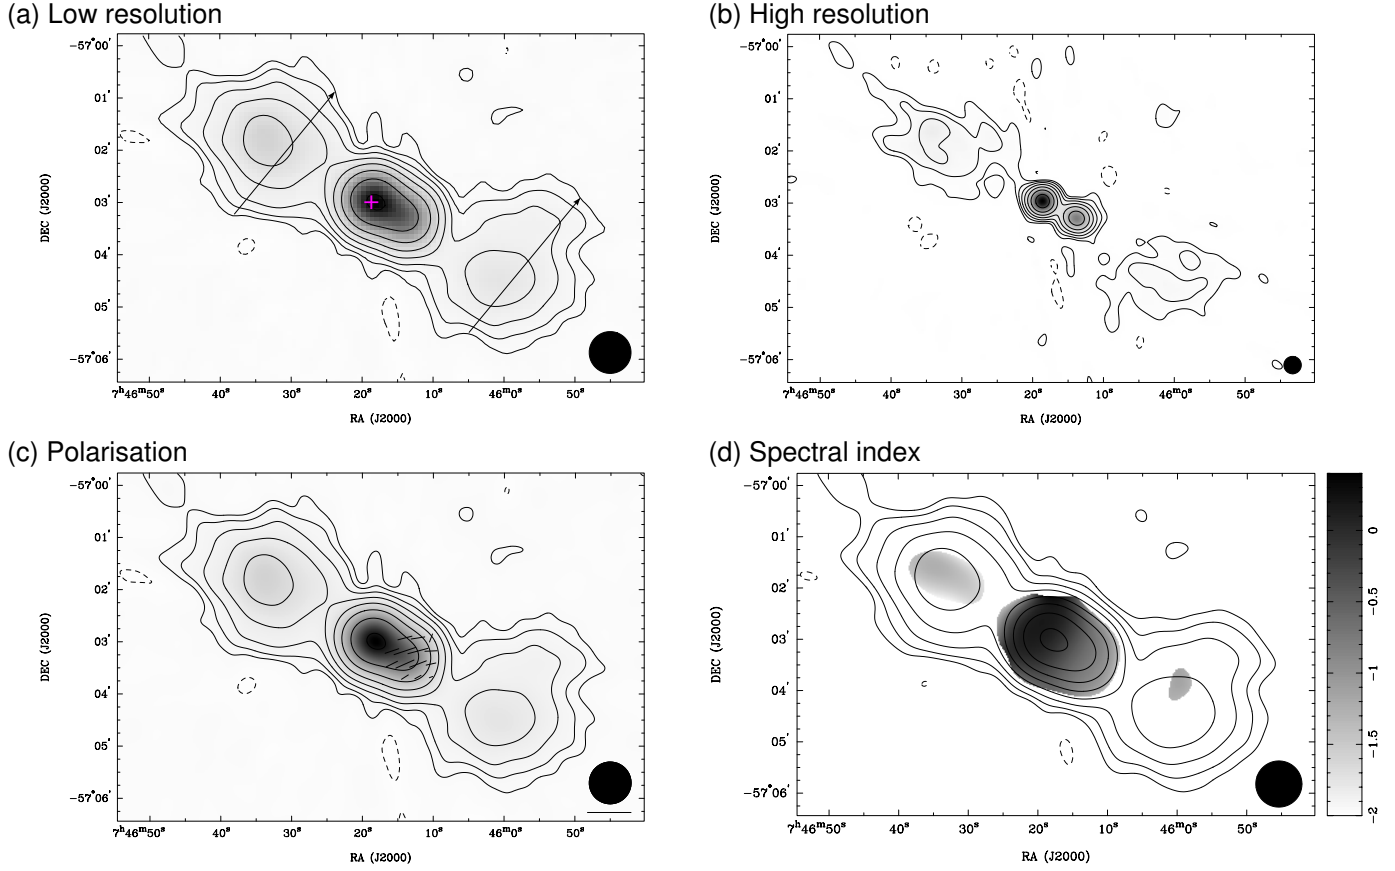 (a) Low resolution
(b) High resolution
−57°00′
01′
02′
03′
04′
05′
−57°06′
DEC (J2000)
7ʰ46ᵐ50ˢ
40ˢ
30ˢ
20ˢ
10ˢ
46ᵐ0ˢ
50ˢ
RA (J2000)
−57°00′
01′
02′
03′
04′
05′
−57°06′
DEC (J2000)
7ʰ46ᵐ50ˢ
40ˢ
30ˢ
20ˢ
10ˢ
46ᵐ0ˢ
50ˢ
RA (J2000)
(c) Polarisation
(d) Spectral index
−57°00′
01′
02′
03′
04′
05′
−57°06′
DEC (J2000)
7ʰ46ᵐ50ˢ
40ˢ
30ˢ
20ˢ
10ˢ
46ᵐ0ˢ
50ˢ
RA (J2000)
−57°00′
01′
02′
03′
04′
05′
−57°06′
DEC (J2000)
7ʰ46ᵐ50ˢ
40ˢ
30ˢ
20ˢ
10ˢ
46ᵐ0ˢ
50ˢ
RA (J2000)
0
−0.5
−1
−1.5
−2